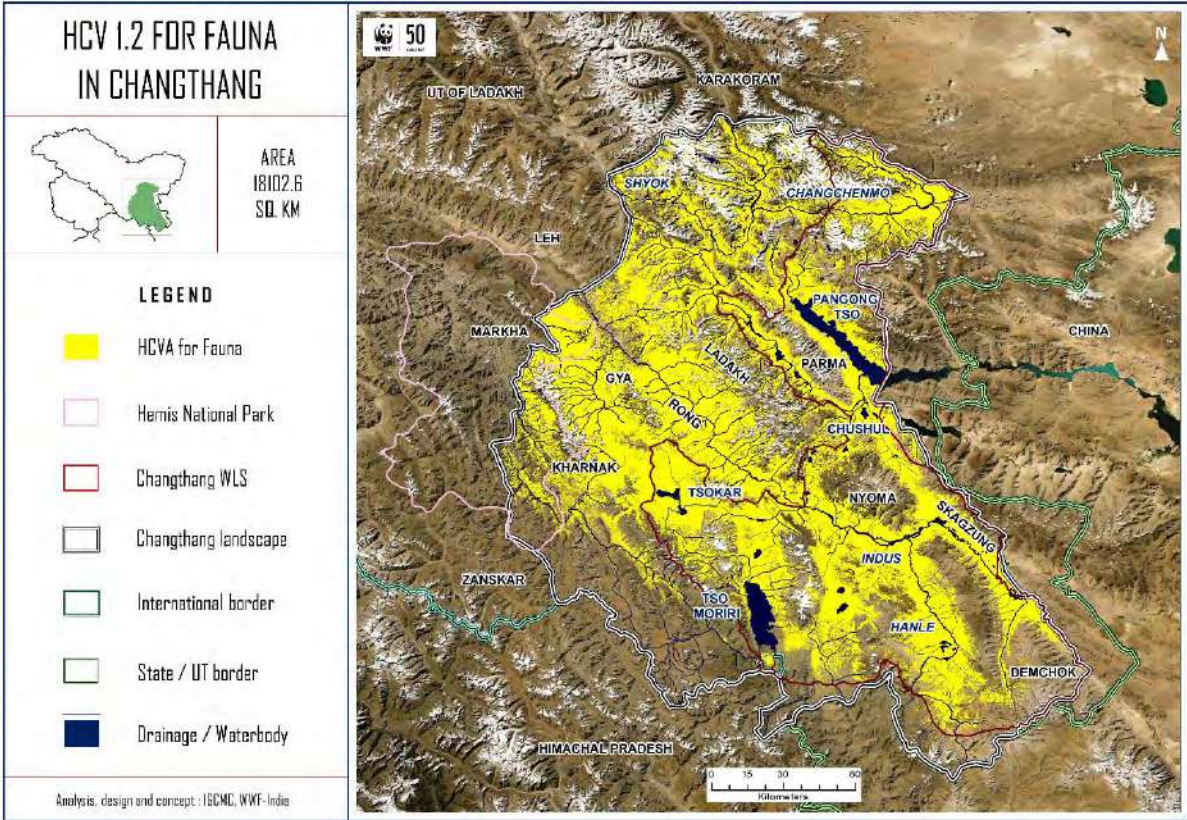 HCV 1.2 FOR FAUNA
IN CHANGTHANG
AREA
18102.6
SQ. KM
LEGEND
HCVA for Fauna
Hemis National Park
Changthang WLS
Changthang landscape
International border
State / UT border
Drainage / Waterbody
Analysis, design and concept : IGCMC, WWF-India
WWF
50
N
KARAKORAM
UT OF LADAKH
SHYOK
CHANGCHENMO
LEH
PANGONG
TSO
CHINA
MARKHA
LADAKH
PARMA
GYA
RONG
CHUSHUL
KHARNAK
TSOKAR
NYOMA
SKAGZUNG
INDUS
ZANSKAR
TSO
MORIRI
HANLE
DEMCHOK
HIMACHAL PRADESH
0 15 30 60
Kilometers